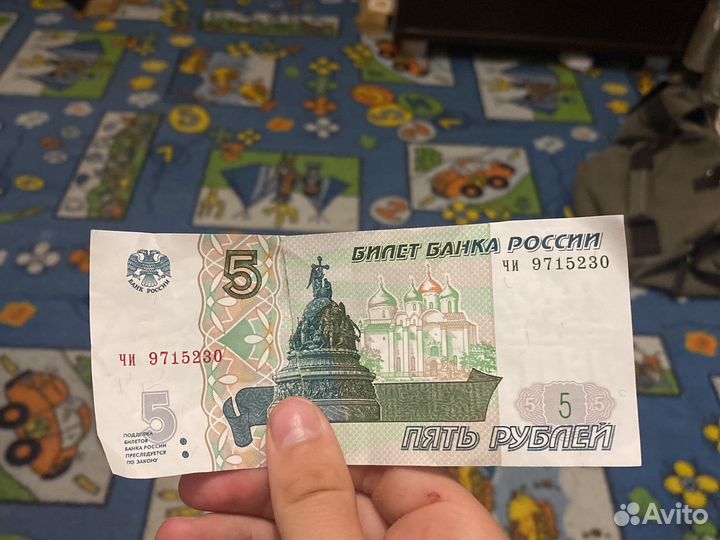 БИЛЕТ БАНКА РОССИИ
чи 9715230
5
БАНК РОССИИ
чи 9715230
5
ПОДДЕЛКА
БИЛЕТОВ
БАНКА РОССИИ
ПРЕСЛЕДУЕТСЯ
ПО ЗАКОНУ
5 5 5
ПЯТЬ РУБЛЕЙ
Avito